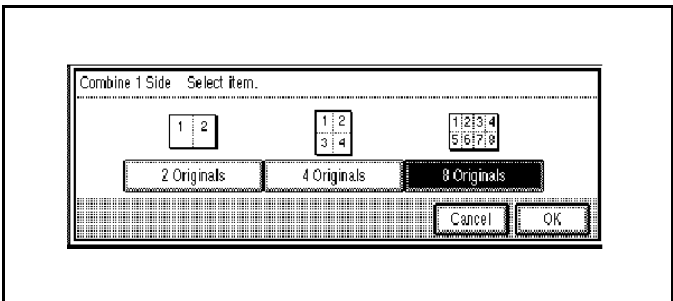 Combine 1 Side Select item.
1 2
1 2
3 4
1 2 3 4
5 6 7 8
2 Originals
4 Originals
8 Originals
Cancel
OK